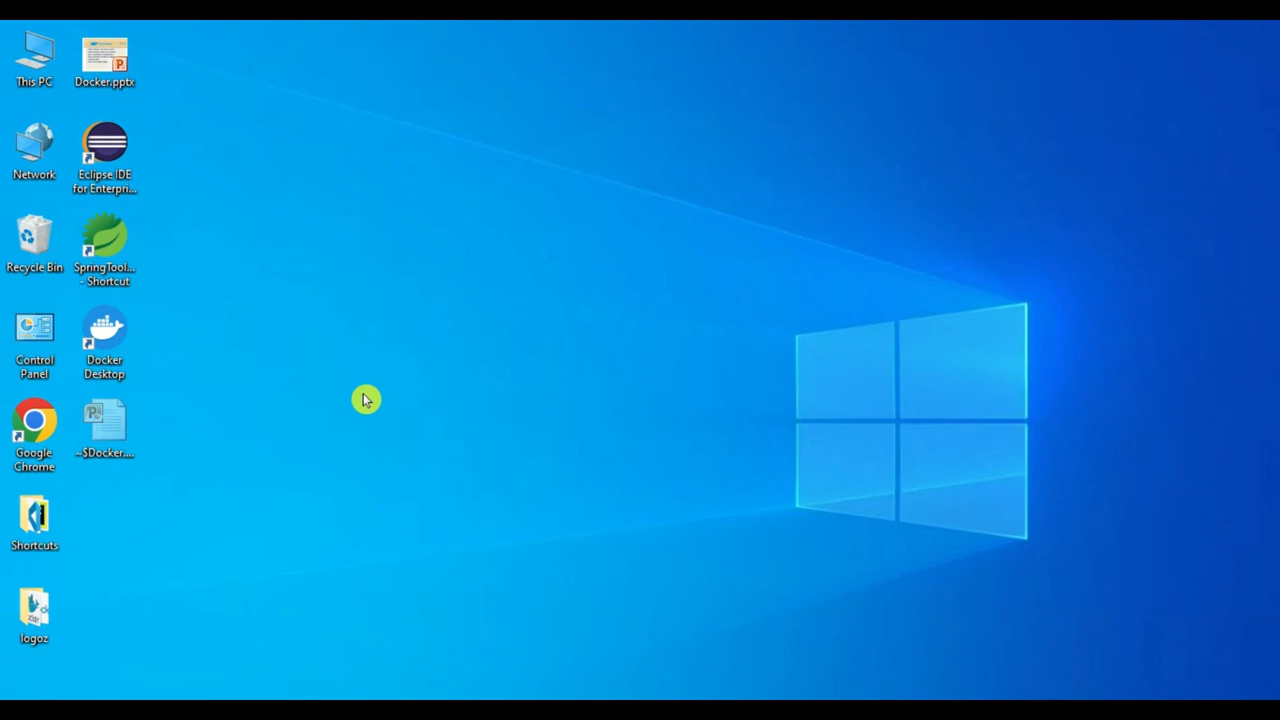 This PC
Docker.pptx
Network
Eclipse IDE
for Enterpri...
Recycle Bin
SpringTool...
- Shortcut
Control
Panel
Docker
Desktop
Google
Chrome
~$Docker....
Shortcuts
logoz